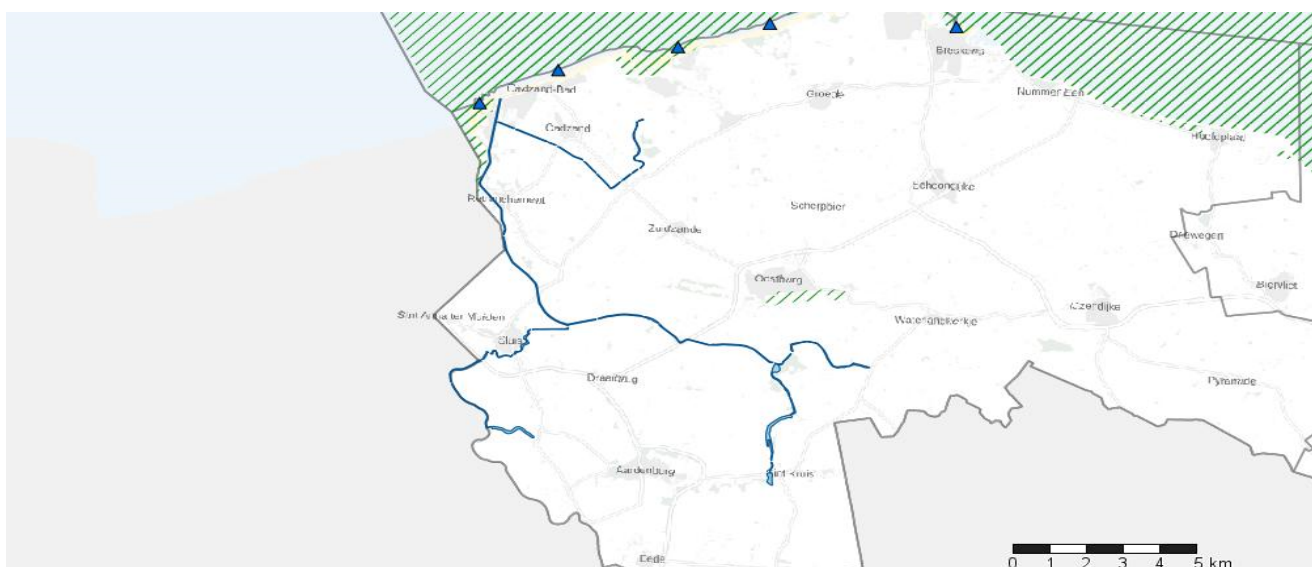 Breskens
Cadzand-Bad
Groede
Nummer Een
Cadzand
Hoofdplaat
Schoondijke
Retranchement
Scherpbier
Zuidzande
Driewegen
Oostburg
Biervliet
IJzendijke
Sint Anna ter Muiden
Waterlandkerkje
Sluis
Draaibrug
Pyramide
Aardenburg
Sint Kruis
Eede
0 1 2 3 4 5 km